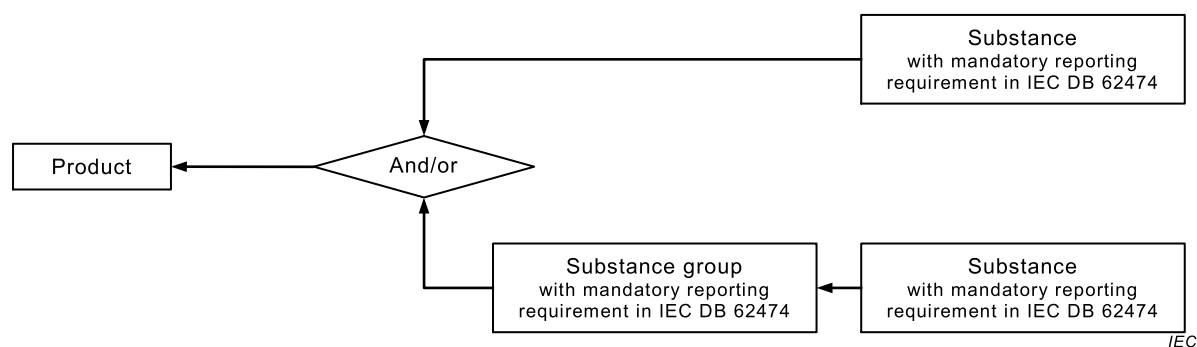 Substance
with mandatory reporting
requirement in IEC DB 62474
Product
And/or
Substance group
with mandatory reporting
requirement in IEC DB 62474
Substance
with mandatory reporting
requirement in IEC DB 62474
IEC